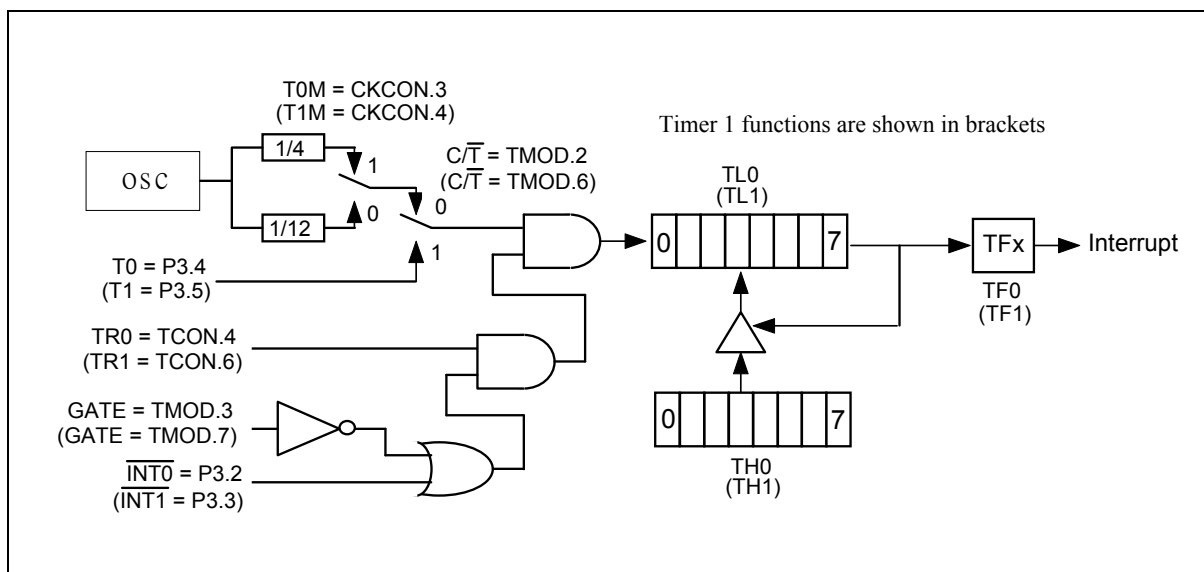 T0M = CKCON.3
(T1M = CKCON.4)
Timer 1 functions are shown in brackets
1/4
OSC
1
0
1/12
C/T̅ = TMOD.2
(C/T̅ = TMOD.6)
0
1
T0 = P3.4
(T1 = P3.5)
TL0
(TL1)
0
7
TFx
Interrupt
TF0
(TF1)
TR0 = TCON.4
(TR1 = TCON.6)
GATE = TMOD.3
(GATE = TMOD.7)
I̅N̅T̅0̅ = P3.2
(I̅N̅T̅1̅ = P3.3)
0
7
TH0
(TH1)